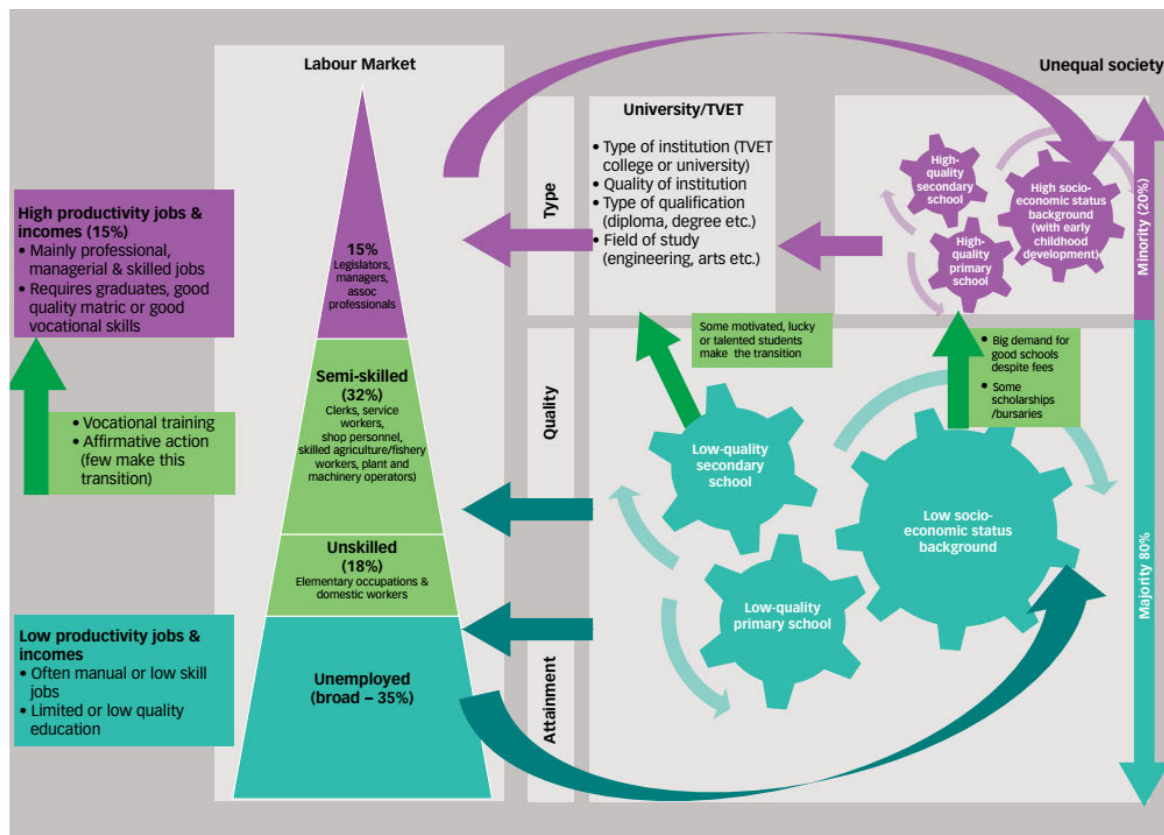 Labour Market
Unequal society
University/TVET
• Type of institution (TVET
college or university)
• Quality of institution
• Type of qualification
(diploma, degree etc.)
• Field of study
(engineering, arts etc.)
Type
High-
quality
secondary
school
High socio-
economic status
background
(with early
childhood
development)
High-
quality
primary
school
Minority (20%)
High productivity jobs &
incomes (15%)
• Mainly professional,
managerial & skilled jobs
• Requires graduates, good
quality matric or good
vocational skills
15%
Legislators,
managers,
assoc
professionals
Some motivated, lucky
or talented students
make the transition
• Big demand for
good schools
despite fees
• Some
scholarships
/bursaries
• Vocational training
• Affirmative action
(few make this
transition)
Semi-skilled
(32%)
Clerks, service
workers,
shop personnel,
skilled agriculture/fishery
workers, plant and
machinery operators)
Quality
Low-quality
secondary
school
Low socio-
economic status
background
Unskilled
(18%)
Elementary occupations &
domestic workers
Low-quality
primary school
Majority 80%
Low productivity jobs &
incomes
• Often manual or low skill
jobs
• Limited or low quality
education
Unemployed
(broad – 35%)
Attainment